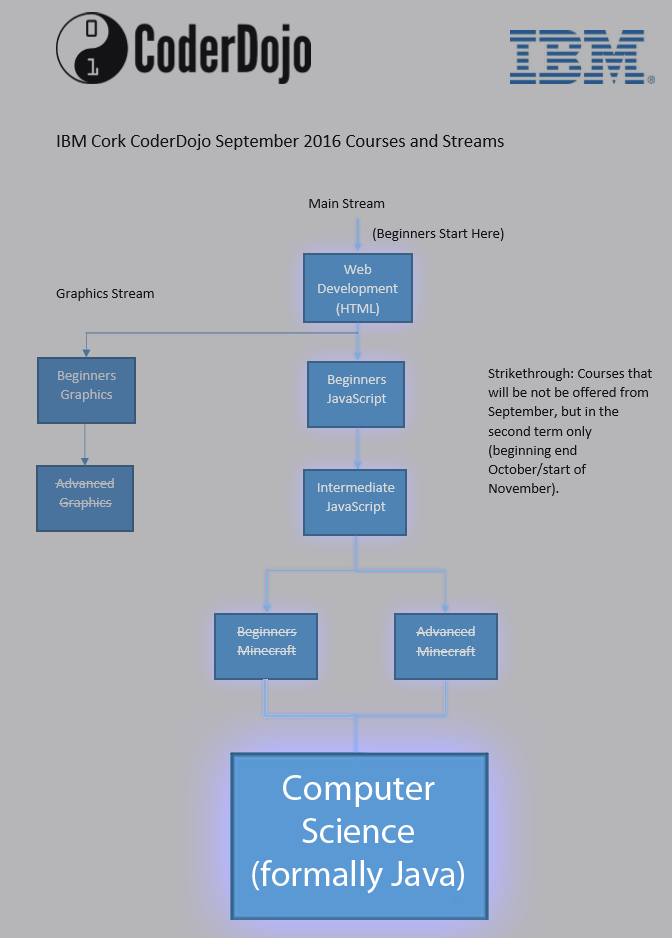 0
1
CoderDojo
IBM®
IBM Cork CoderDojo September 2016 Courses and Streams
Main Stream
(Beginners Start Here)
Web
Development
(HTML)
Graphics Stream
Beginners
Graphics
Beginners
JavaScript
Strikethrough: Courses that
will be not be offered from
September, but in the
second term only
(beginning end
October/start of
November).
Advanced
Graphics
Intermediate
JavaScript
Beginners
Minecraft
Advanced
Minecraft
Computer
Science
(formally Java)